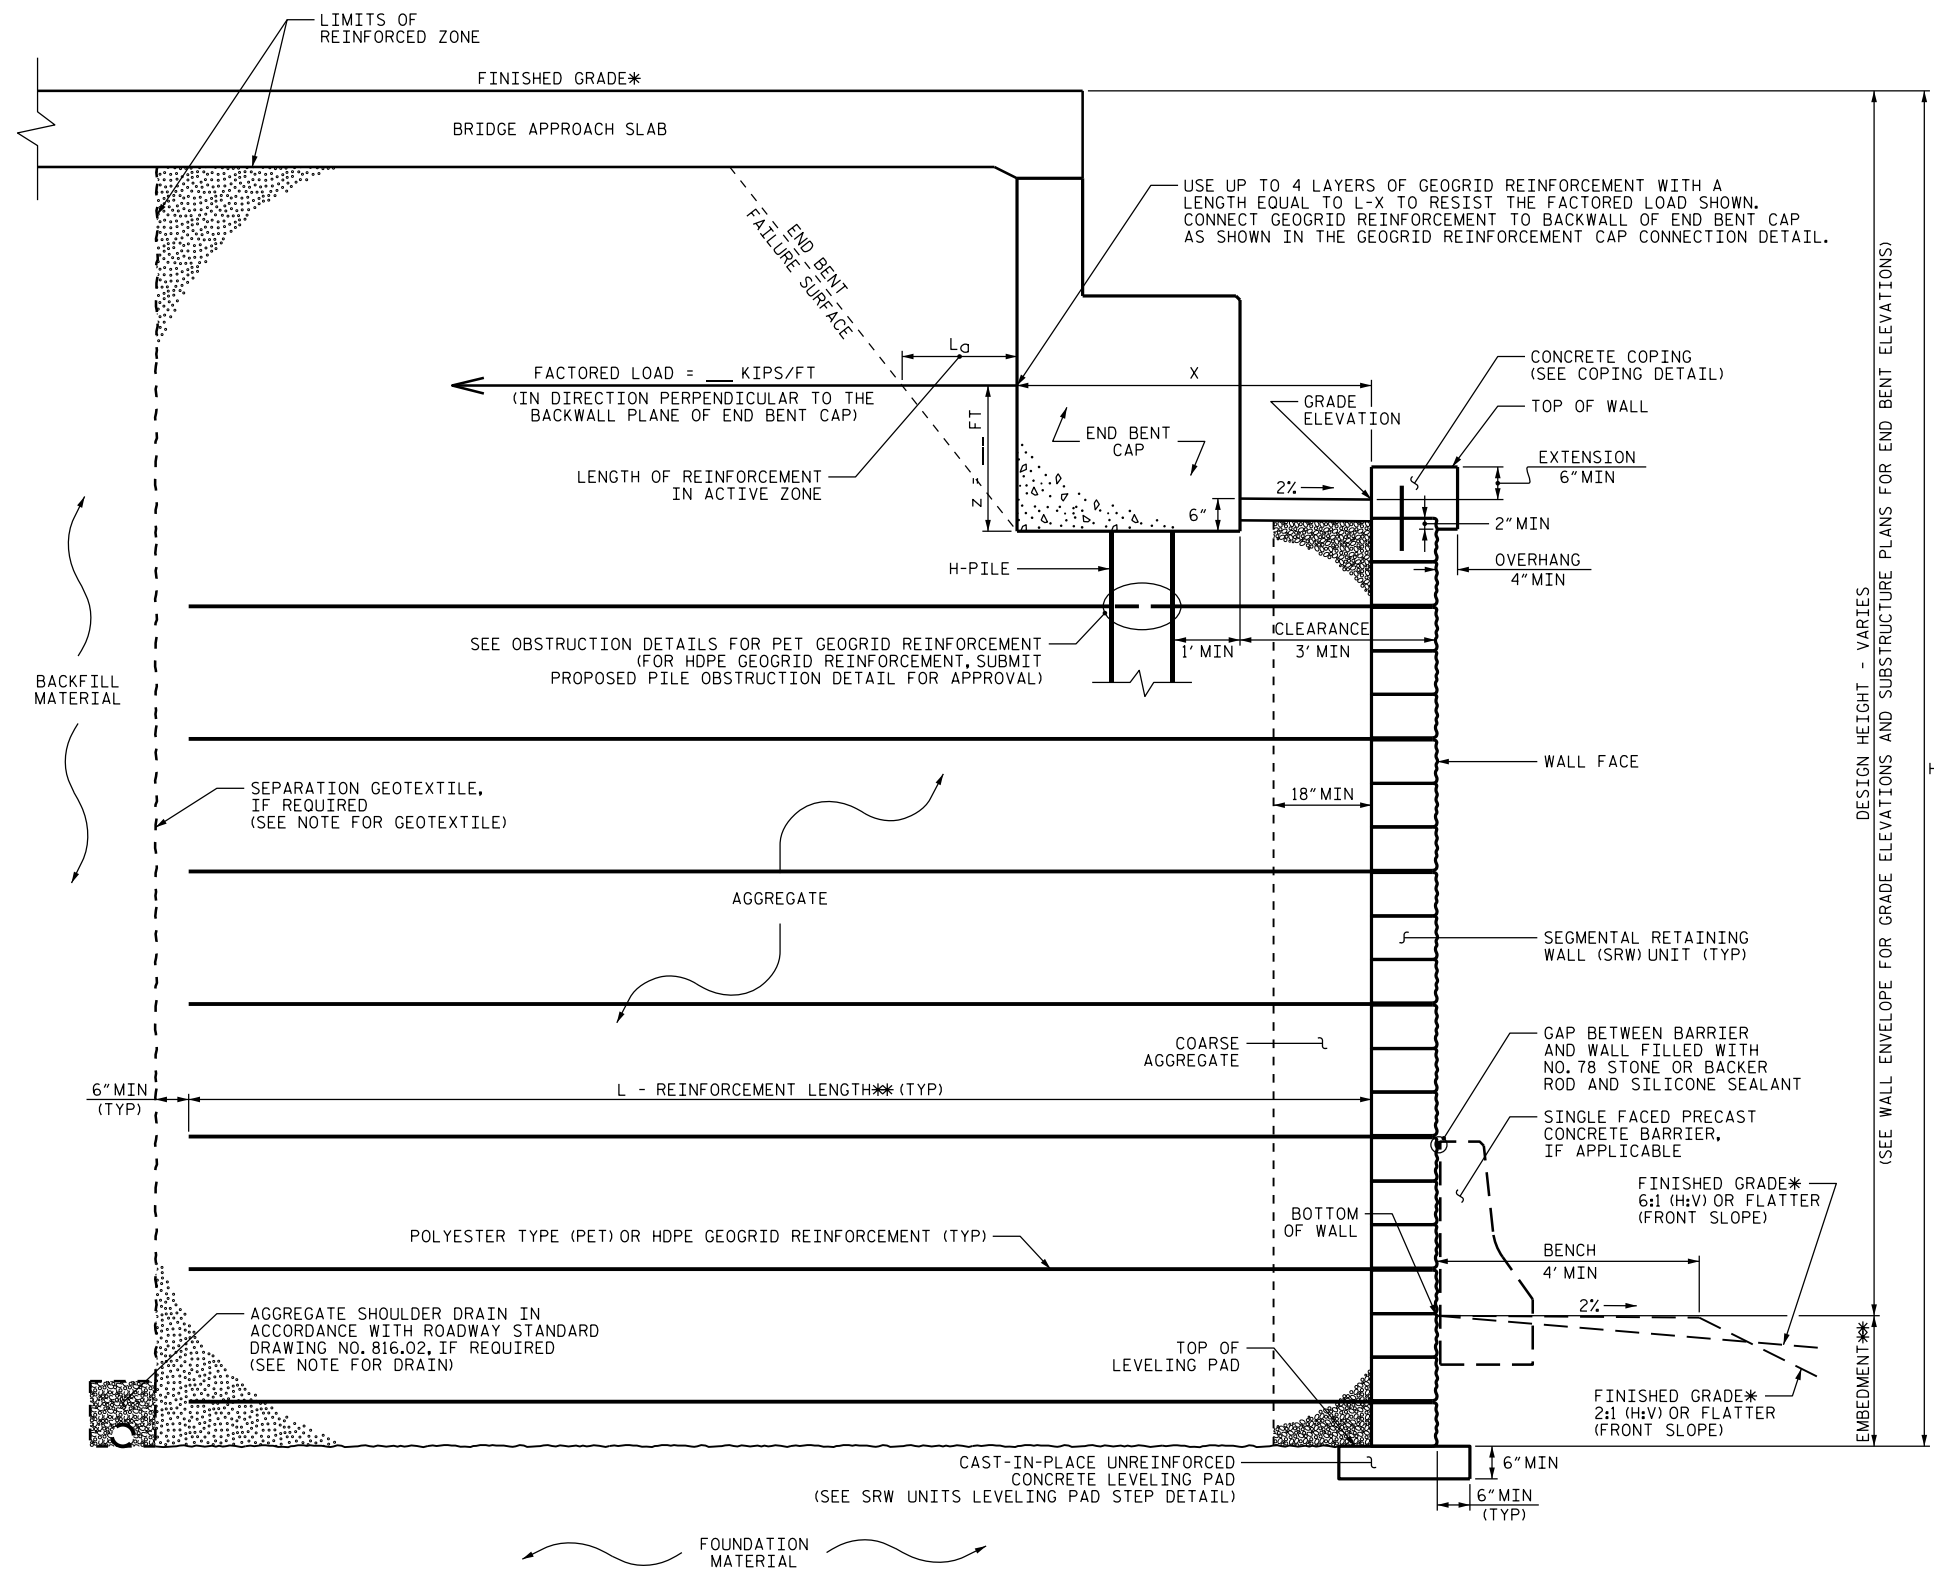 LIMITS OF
REINFORCED ZONE
FINISHED GRADE*
BRIDGE APPROACH SLAB
USE UP TO 4 LAYERS OF GEOGRID REINFORCEMENT WITH A
LENGTH EQUAL TO L-X TO RESIST THE FACTORED LOAD SHOWN.
CONNECT GEOGRID REINFORCEMENT TO BACKWALL OF END BENT CAP
AS SHOWN IN THE GEOGRID REINFORCEMENT CAP CONNECTION DETAIL.
END BENT
FAILURE SURFACE
La
FACTORED LOAD = __ KIPS/FT
(IN DIRECTION PERPENDICULAR TO THE
BACKWALL PLANE OF END BENT CAP)
X
GRADE
ELEVATION
CONCRETE COPING
(SEE COPING DETAIL)
TOP OF WALL
END BENT
CAP
z = __ FT
LENGTH OF REINFORCEMENT
IN ACTIVE ZONE
EXTENSION
6" MIN
2%
6"
2" MIN
H-PILE
OVERHANG
4" MIN
SEE OBSTRUCTION DETAILS FOR PET GEOGRID REINFORCEMENT
(FOR HDPE GEOGRID REINFORCEMENT, SUBMIT
PROPOSED PILE OBSTRUCTION DETAIL FOR APPROVAL)
1' MIN
CLEARANCE
3' MIN
BACKFILL
MATERIAL
DESIGN HEIGHT - VARIES
(SEE WALL ENVELOPE FOR GRADE ELEVATIONS AND SUBSTRUCTURE PLANS FOR END BENT ELEVATIONS)
H
WALL FACE
SEPARATION GEOTEXTILE,
IF REQUIRED
(SEE NOTE FOR GEOTEXTILE)
18" MIN
AGGREGATE
SEGMENTAL RETAINING
WALL (SRW) UNIT (TYP)
COARSE
AGGREGATE
GAP BETWEEN BARRIER
AND WALL FILLED WITH
NO. 78 STONE OR BACKER
ROD AND SILICONE SEALANT
6" MIN
(TYP)
L - REINFORCEMENT LENGTH** (TYP)
SINGLE FACED PRECAST
CONCRETE BARRIER,
IF APPLICABLE
FINISHED GRADE*
6:1 (H:V) OR FLATTER
(FRONT SLOPE)
BOTTOM
OF WALL
POLYESTER TYPE (PET) OR HDPE GEOGRID REINFORCEMENT (TYP)
BENCH
4' MIN
2%
AGGREGATE SHOULDER DRAIN IN
ACCORDANCE WITH ROADWAY STANDARD
DRAWING NO. 816.02, IF REQUIRED
(SEE NOTE FOR DRAIN)
TOP OF
LEVELING PAD
EMBEDMENT**
FINISHED GRADE*
2:1 (H:V) OR FLATTER
(FRONT SLOPE)
CAST-IN-PLACE UNREINFORCED
CONCRETE LEVELING PAD
(SEE SRW UNITS LEVELING PAD STEP DETAIL)
6" MIN
6" MIN
(TYP)
FOUNDATION
MATERIAL